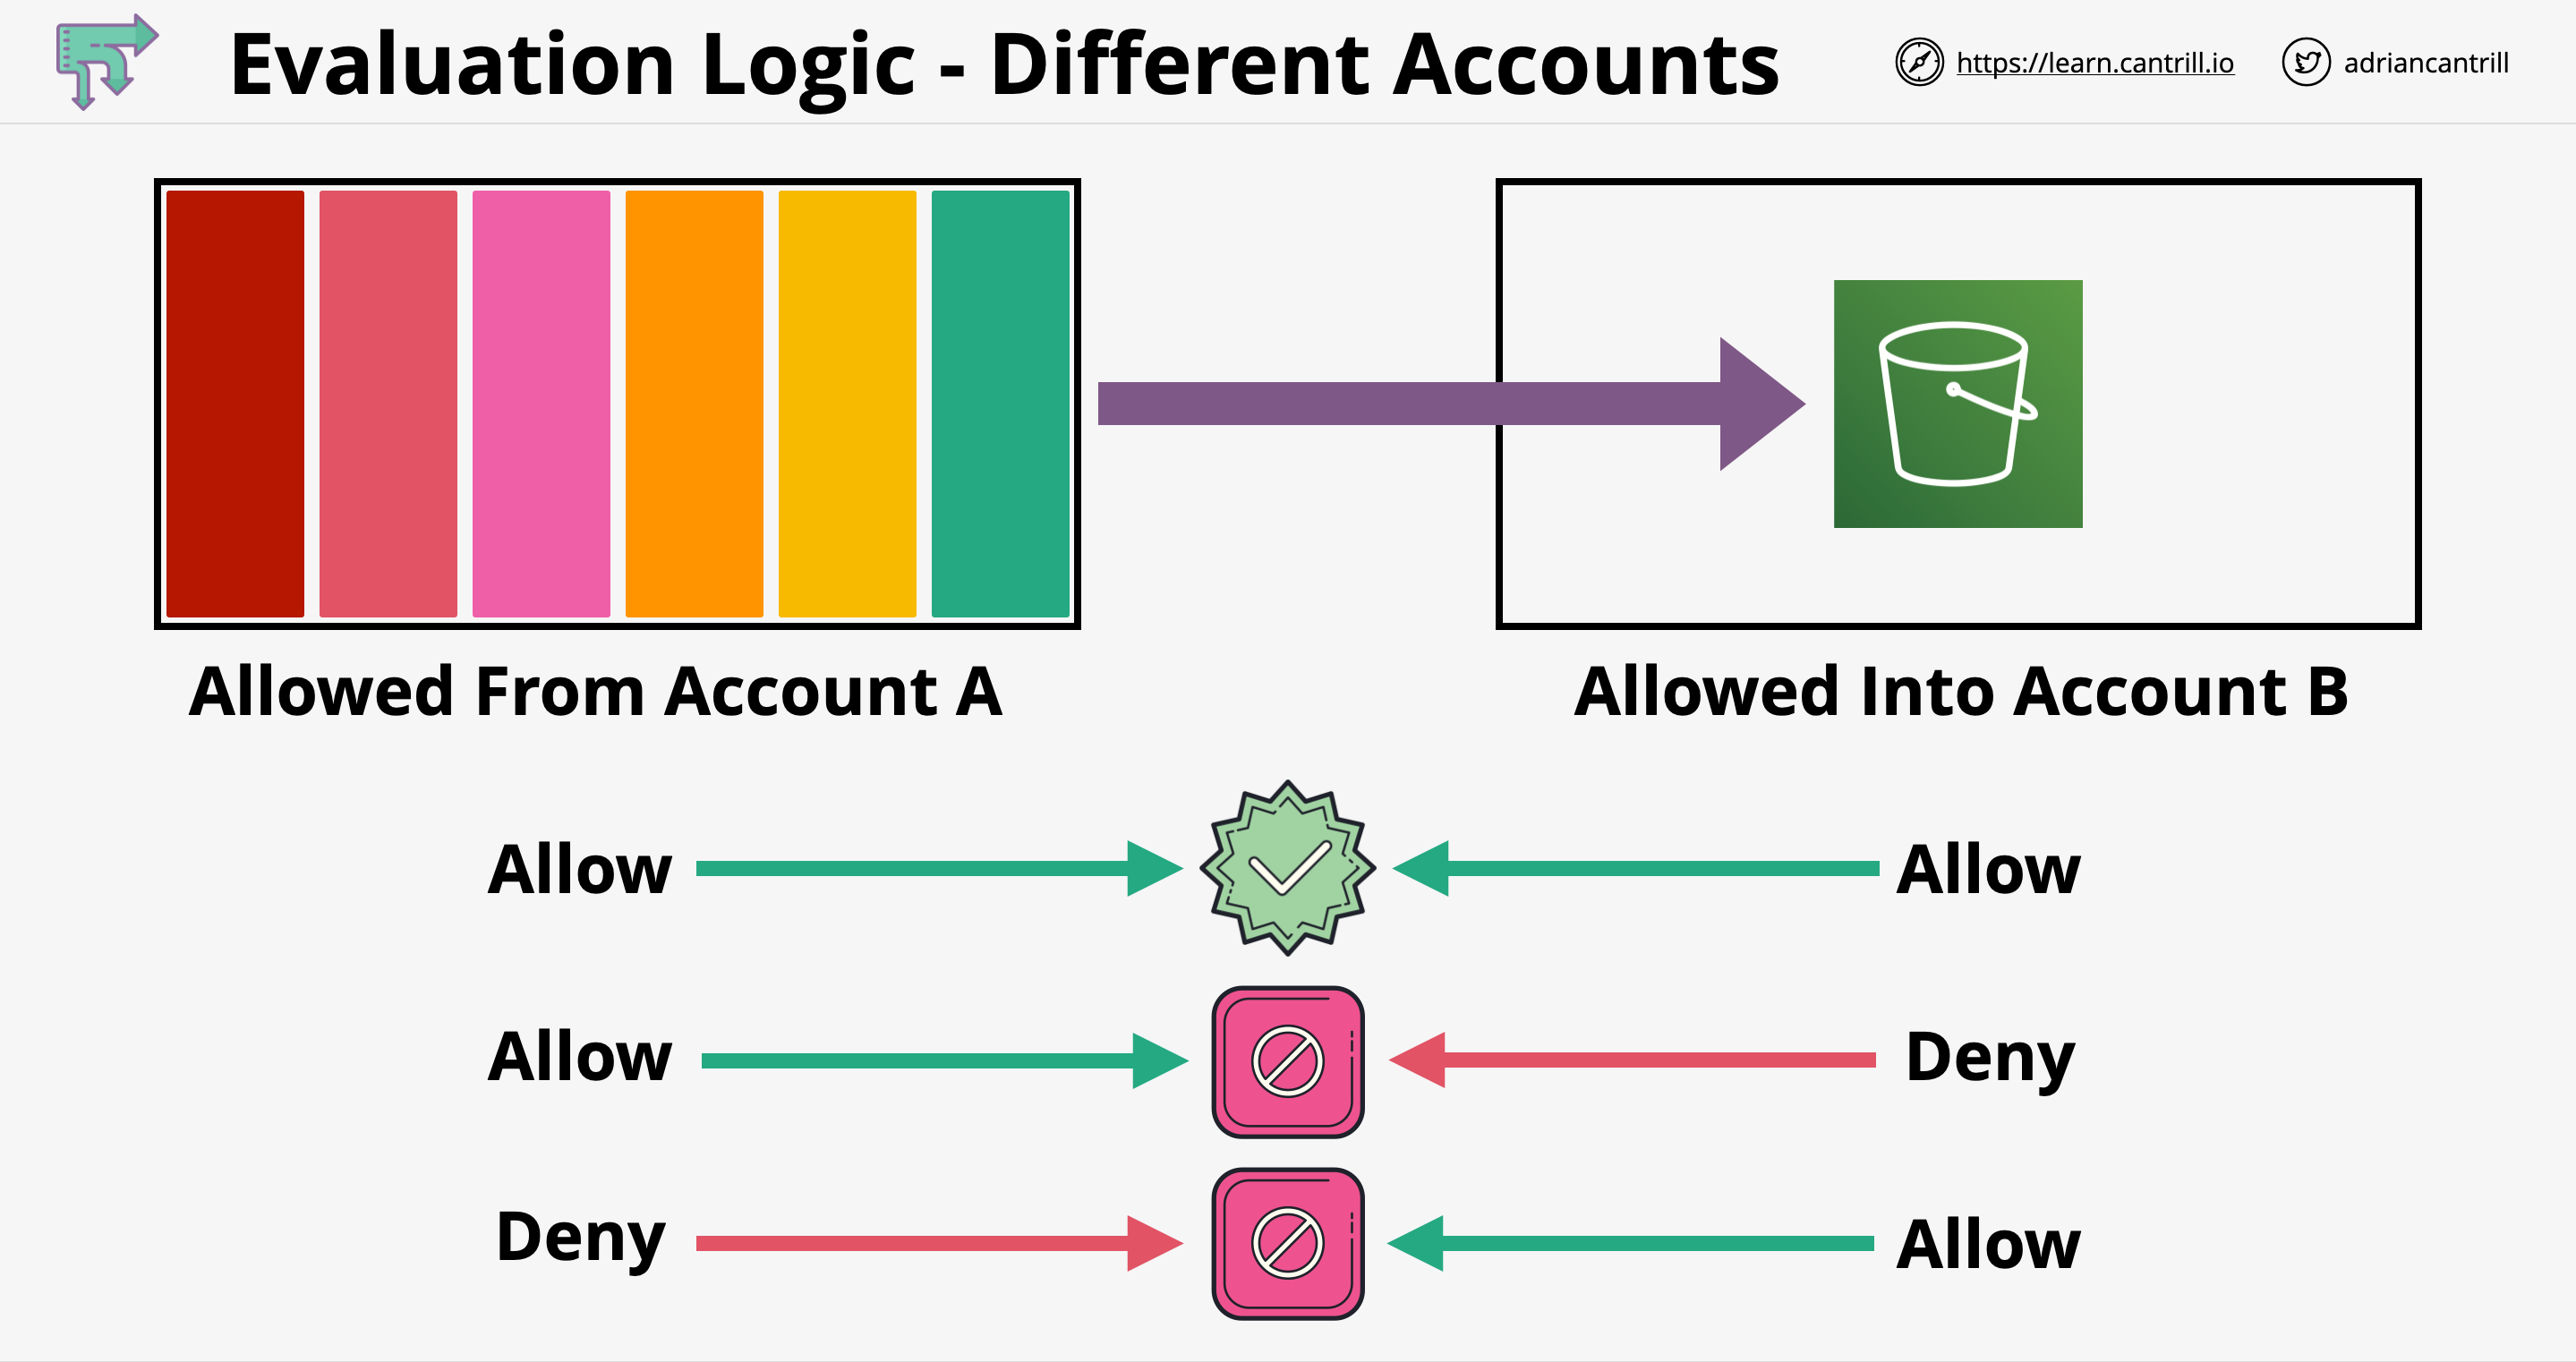 Evaluation Logic - Different Accounts
https://learn.cantrill.io
adriancantrill
Allowed From Account A
Allowed Into Account B
Allow
Allow
Allow
Deny
Deny
Allow